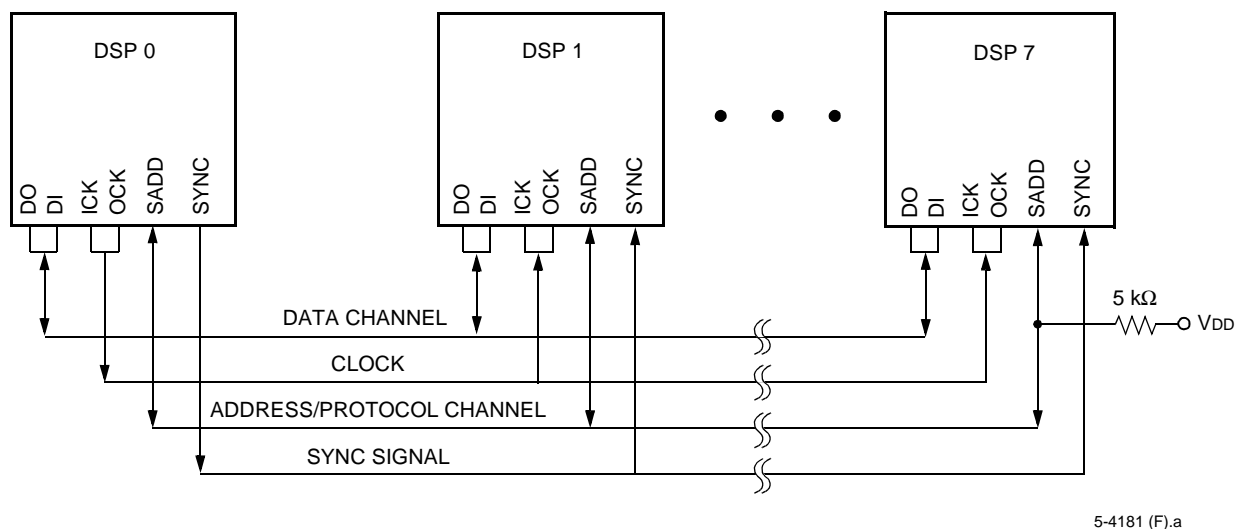 DSP 0
DSP 1
DSP 7
DO
DI
ICK
OCK
SADD
SYNC
DO
DI
ICK
OCK
SADD
SYNC
DO
DI
ICK
OCK
SADD
SYNC
5 kΩ
VDD
DATA CHANNEL
CLOCK
ADDRESS/PROTOCOL CHANNEL
SYNC SIGNAL
5-4181 (F).a